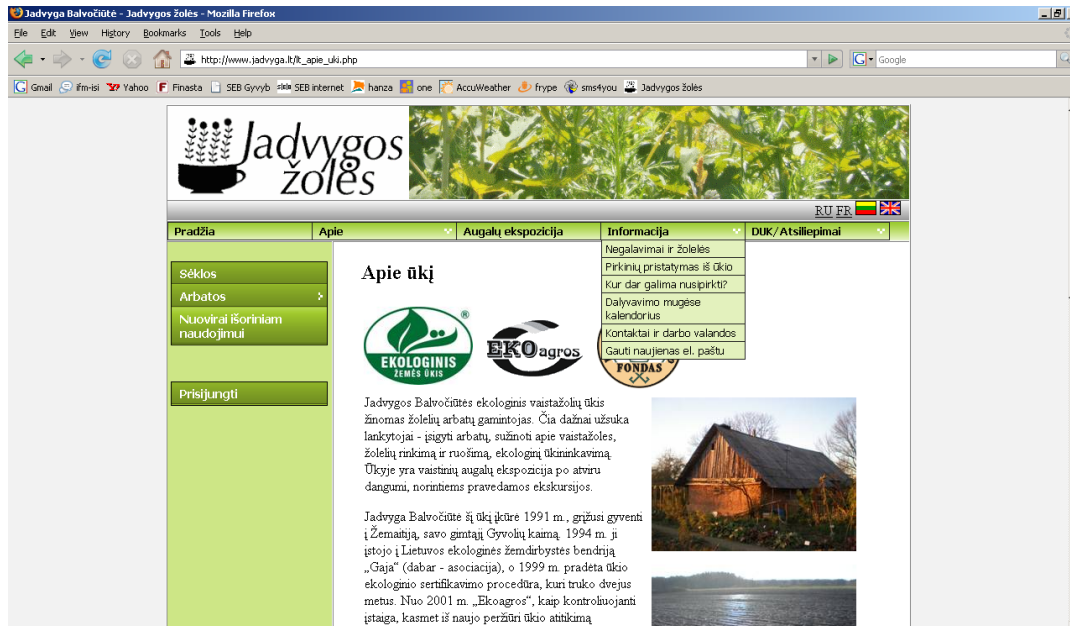 Jadvyga Balvočiūtė - Jadvygos žolės - Mozilla Firefox
File Edit View History Bookmarks Tools Help
http://www.jadvyga.lt/lt_apie_uki.php
Google
Gmail ifm-isi Yahoo Finasta SEB Gyvyb SEB internet hanza one AccuWeather frype sms4you Jadvygos žolės
Jadvygos
žolės
RU FR
Pradžia Apie Augalų ekspozicija Informacija DUK/Atsiliepimai
Negalavimai ir žolelės
Pirkinių pristatymas iš ūkio
Kur dar galima nusipirkti?
Dalyvavimo mugėse
kalendorius
Kontaktai ir darbo valandos
Gauti naujienas el. paštu
Sėklos
Arbatos
Nuovirai išoriniam
naudojimui
Prisijungti
Apie ūkį
EKOLOGINIS
ŽEMĖS ŪKIS
EKOagros
FONDAS
Jadvygos Balvočiūtės ekologinis vaistažolių ūkis
žinomas žolelių arbatų gamintojas. Čia dažnai užsuka
lankytojai - įsigyti arbatų, sužinoti apie vaistažoles,
žolelių rinkimą ir ruošimą, ekologinį ūkininkavimą.
Ūkyje yra vaistinių augalų ekspozicija po atviru
dangumi, norintiems pravedamos ekskursijos.
Jadvyga Balvočiūtė šį ūkį įkūrė 1991 m., grįžusi gyventi
į Žemaitiją, savo gimtąjį Gyvolių kaimą. 1994 m. ji
įstojo į Lietuvos ekologinės žemdirbystės bendriją
„Gaja“ (dabar - asociacija), o 1999 m. pradėta ūkio
ekologinio sertifikavimo procedūra, kuri truko dvejus
metus. Nuo 2001 m. „Ekoagros“, kaip kontroliuojanti
įstaiga, kasmet iš naujo peržiūri ūkio atitikimą